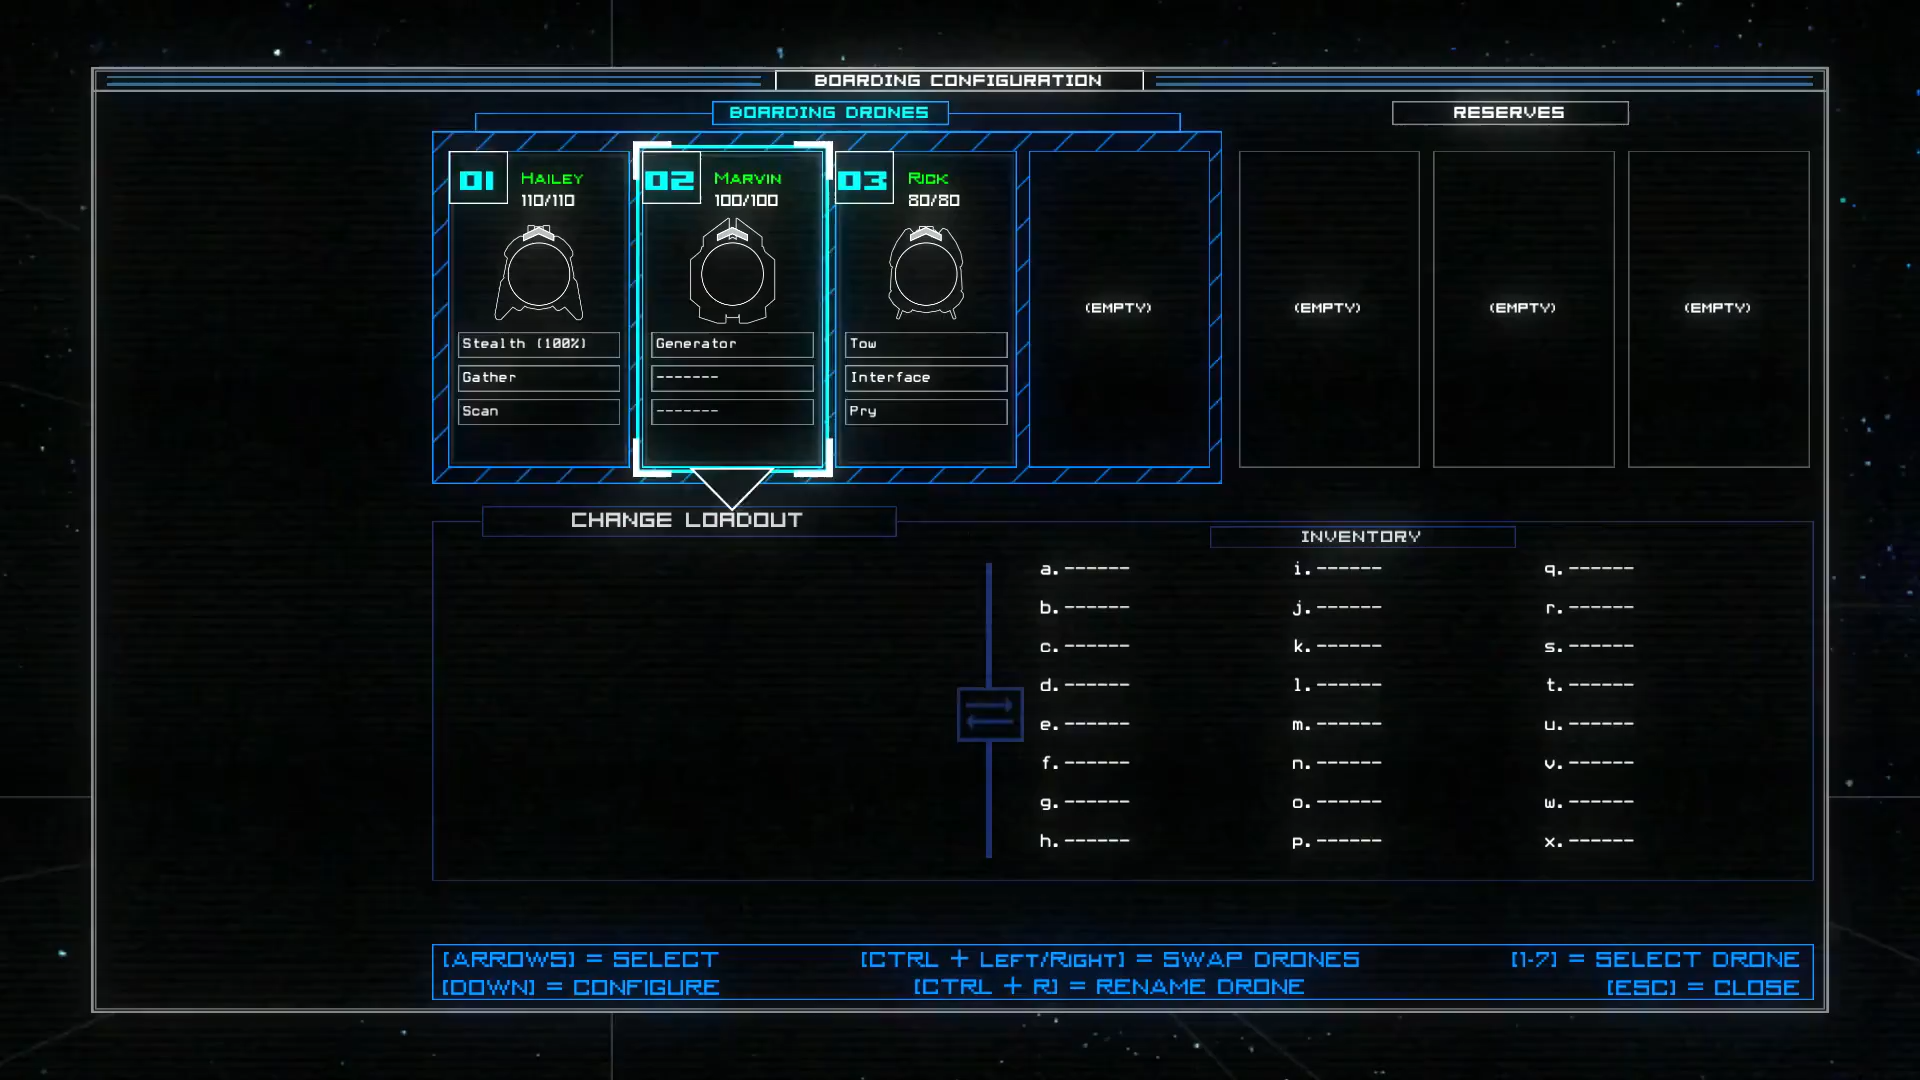 BOARDING CONFIGURATION
BOARDING DRONES
RESERVES
01 Hailey
110/110
Stealth (100%)
Gather
Scan
02 Marvin
100/100
Generator
-------
-------
03 Rick
80/80
Tow
Interface
Pry
(EMPTY)
(EMPTY)
(EMPTY)
(EMPTY)
CHANGE LOADOUT
INVENTORY
a. ------
b. ------
c. ------
d. ------
e. ------
f. ------
g. ------
h. ------
i. ------
j. ------
k. ------
l. ------
m. ------
n. ------
o. ------
p. ------
q. ------
r. ------
s. ------
t. ------
u. ------
v. ------
w. ------
x. ------
[ARROWS] = SELECT
[CTRL + Left/Right] = SWAP DRONES
[1-7] = SELECT DRONE
[DOWN] = CONFIGURE
[CTRL + R] = RENAME DRONE
[ESC] = CLOSE